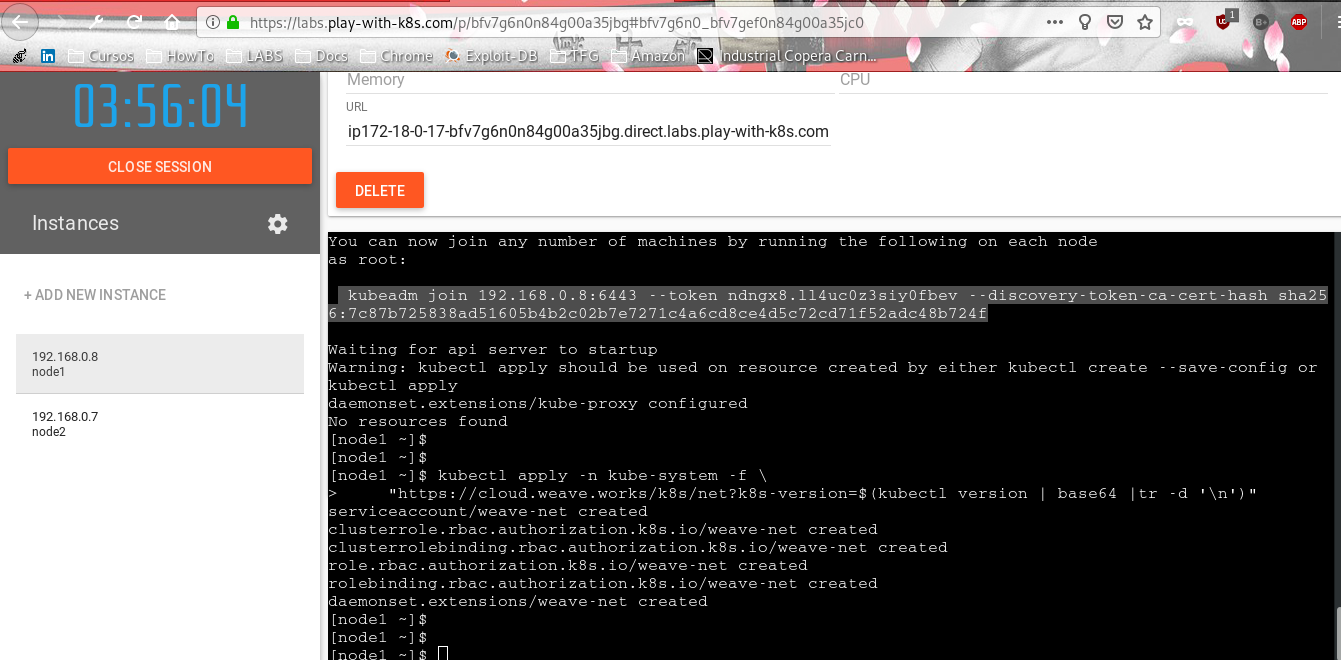 https://labs.play-with-k8s.com/p/bfv7g6n0n84g00a35jbg#bfv7g6n0_bfv7gef0n84g00a35jc0
1
ABP
Cursos HowTo LABS Docs Chrome Exploit-DB TFG Amazon Industrial Copera Carn...
03:56:04
CLOSE SESSION
Instances
+ ADD NEW INSTANCE
192.168.0.8
node1
192.168.0.7
node2
Memory CPU
URL
ip172-18-0-17-bfv7g6n0n84g00a35jbg.direct.labs.play-with-k8s.com
DELETE
You can now join any number of machines by running the following on each node
as root:
kubeadm join 192.168.0.8:6443 --token ndngx8.ll4uc0z3siy0fbev --discovery-token-ca-cert-hash sha25
6:7c87b725838ad51605b4b2c02b7e7271c4a6cd8ce4d5c72cd71f52adc48b724f
Waiting for api server to startup
Warning: kubectl apply should be used on resource created by either kubectl create --save-config or
kubectl apply
daemonset.extensions/kube-proxy configured
No resources found
[node1 ~]$
[node1 ~]$
[node1 ~]$ kubectl apply -n kube-system -f \
>     "https://cloud.weave.works/k8s/net?k8s-version=$(kubectl version | base64 |tr -d '\n')"
serviceaccount/weave-net created
clusterrole.rbac.authorization.k8s.io/weave-net created
clusterrolebinding.rbac.authorization.k8s.io/weave-net created
role.rbac.authorization.k8s.io/weave-net created
rolebinding.rbac.authorization.k8s.io/weave-net created
daemonset.extensions/weave-net created
[node1 ~]$
[node1 ~]$
[node1 ~]$